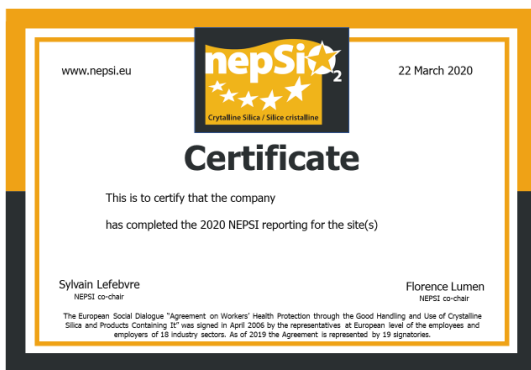 www.nepsi.eu
nepSiO2
22 March 2020
Crytalline Silica / Silice cristalline
Certificate
This is to certify that the company
has completed the 2020 NEPSI reporting for the site(s)
Sylvain Lefebvre
NEPSI co-chair
Florence Lumen
NEPSI co-chair
The European Social Dialogue "Agreement on Workers' Health Protection through the Good Handling and Use of Crystalline
Silica and Products Containing It" was signed in April 2006 by the representatives at European level of the employees and
employers of 18 industry sectors. As of 2019 the Agreement is represented by 19 signatories.